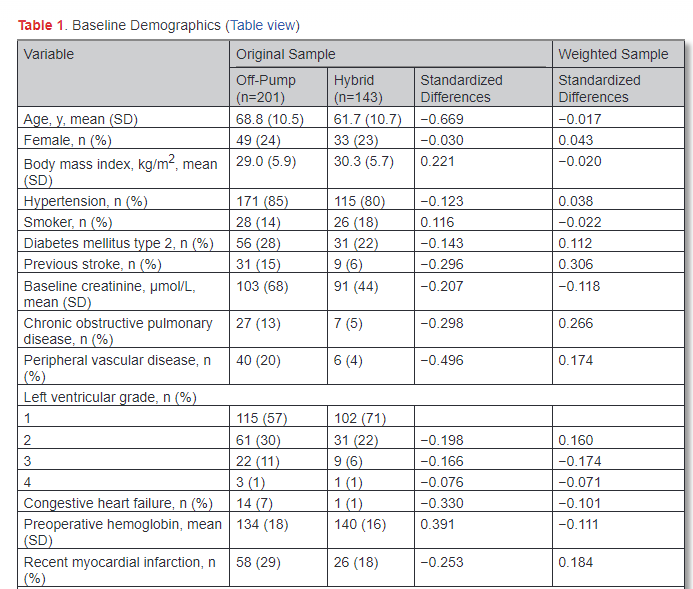 Table 1. Baseline Demographics (Table view)
Variable Original Sample Weighted Sample
Off-Pump Hybrid Standardized Standardized
(n=201) (n=143) Differences Differences
Age, y, mean (SD) 68.8 (10.5) 61.7 (10.7) −0.669 −0.017
Female, n (%) 49 (24) 33 (23) −0.030 0.043
Body mass index, kg/m2, mean 29.0 (5.9) 30.3 (5.7) 0.221 −0.020
(SD)
Hypertension, n (%) 171 (85) 115 (80) −0.123 0.038
Smoker, n (%) 28 (14) 26 (18) 0.116 −0.022
Diabetes mellitus type 2, n (%) 56 (28) 31 (22) −0.143 0.112
Previous stroke, n (%) 31 (15) 9 (6) −0.296 0.306
Baseline creatinine, µmol/L, 103 (68) 91 (44) −0.207 −0.118
mean (SD)
Chronic obstructive pulmonary 27 (13) 7 (5) −0.298 0.266
disease, n (%)
Peripheral vascular disease, n 40 (20) 6 (4) −0.496 0.174
(%)
Left ventricular grade, n (%)
1 115 (57) 102 (71)
2 61 (30) 31 (22) −0.198 0.160
3 22 (11) 9 (6) −0.166 −0.174
4 3 (1) 1 (1) −0.076 −0.071
Congestive heart failure, n (%) 14 (7) 1 (1) −0.330 −0.101
Preoperative hemoglobin, mean 134 (18) 140 (16) 0.391 −0.111
(SD)
Recent myocardial infarction, n 58 (29) 26 (18) −0.253 0.184
(%)